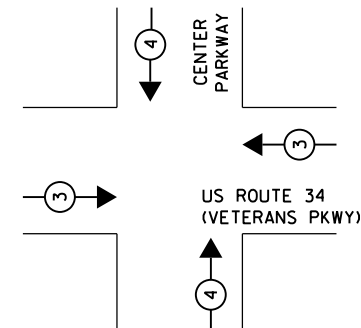 4
CENTER
PARKWAY
3
3
US ROUTE 34
(VETERANS PKWY)
4